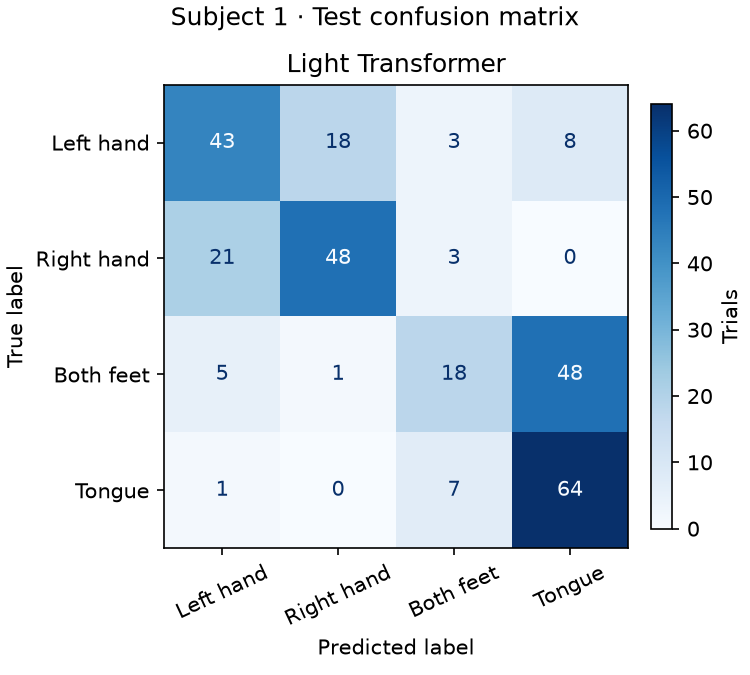 Subject 1 · Test confusion matrix
Light Transformer
True label
Left hand 43 18 3 8
Right hand 21 48 3 0
Both feet 5 1 18 48
Tongue 1 0 7 64
Left hand Right hand Both feet Tongue
Predicted label
60
50
40
30
20
10
0
Trials